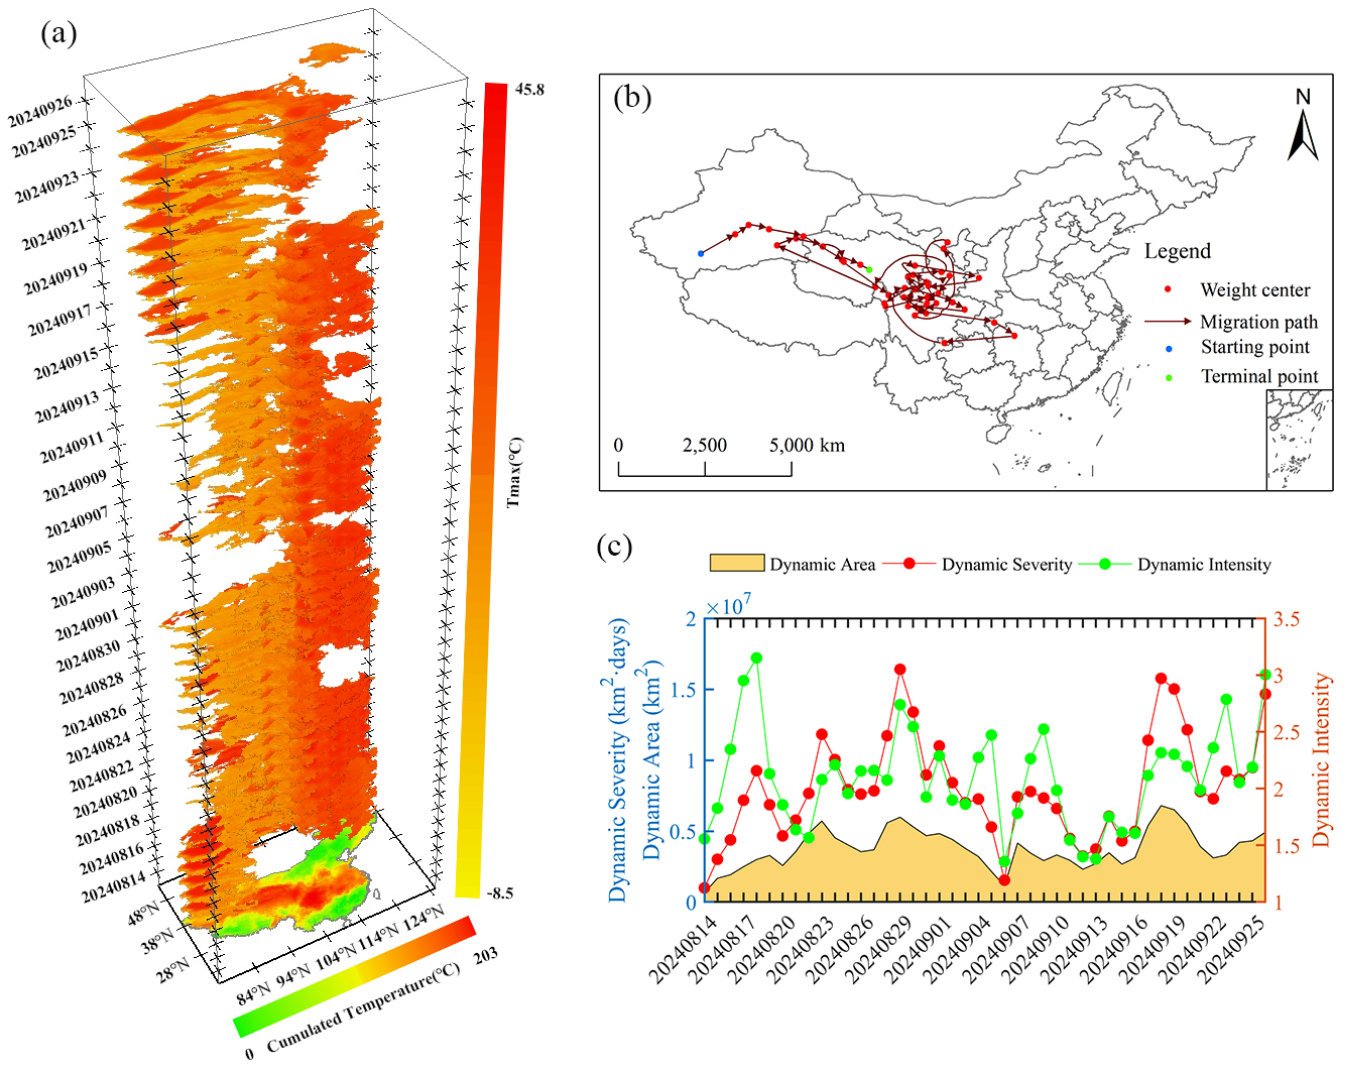 (a)
20240926
20240925
20240923
20240921
20240919
20240917
20240915
20240913
20240911
20240909
20240907
20240905
20240903
20240901
20240830
20240828
20240826
20240824
20240822
20240820
20240818
20240816
20240814
48°N
38°N
28°N
84°N 94°N 104°N 114°N 124°N
45.8
Tmax(°C)
-8.5
0 Cumulated Temperature(°C) 203
(b)
N
Legend
Weight center
Migration path
Starting point
Terminal point
0 2,500 5,000 km
(c)
Dynamic Area Dynamic Severity Dynamic Intensity
×10⁷
2
1.5
1
0.5
0
Dynamic Severity (km²·days)
Dynamic Area (km²)
3.5
3
2.5
2
1.5
1
Dynamic Intensity
20240814
20240817
20240820
20240823
20240826
20240829
20240901
20240904
20240907
20240910
20240913
20240916
20240919
20240922
20240925